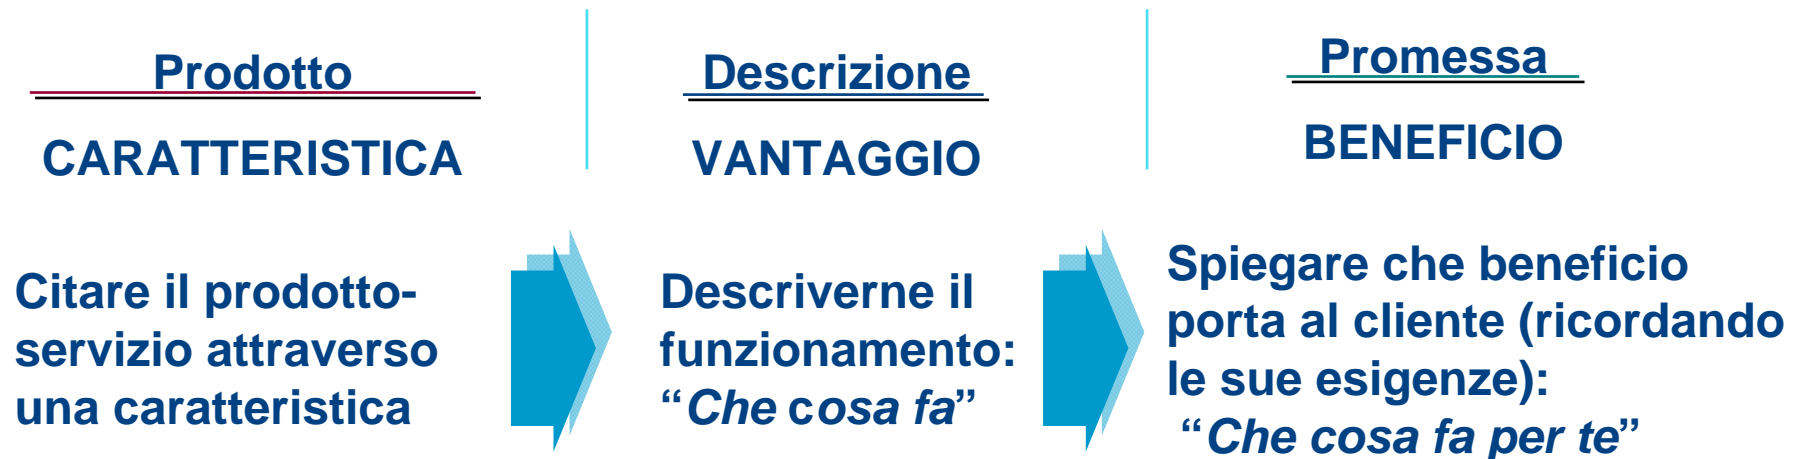 Prodotto
CARATTERISTICA
Citare il prodotto-
servizio attraverso
una caratteristica
Descrizione
VANTAGGIO
Descriverne il
funzionamento:
“Che cosa fa”
Promessa
BENEFICIO
Spiegare che beneficio
porta al cliente (ricordando
le sue esigenze):
“Che cosa fa per te”